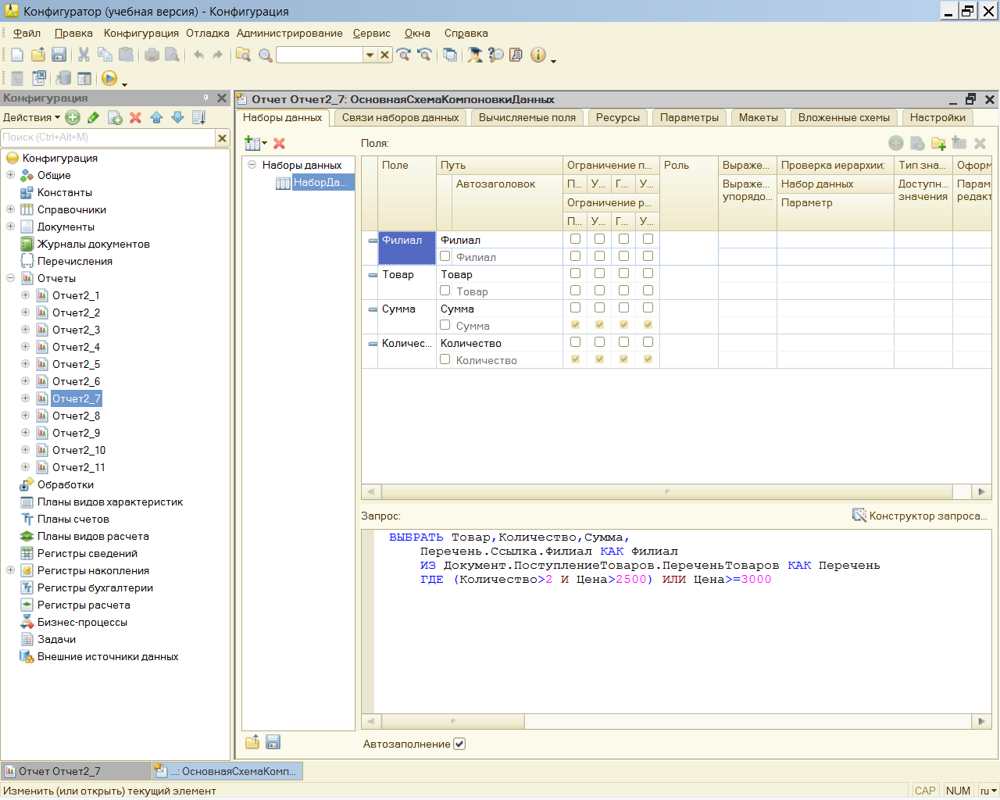 Конфигуратор (учебная версия) - Конфигурация
Файл Правка Конфигурация Отладка Администрирование Сервис Окна Справка
Конфигурация
Действия
Поиск (Ctrl+Alt+M)
Конфигурация
Общие
Константы
Справочники
Документы
Журналы документов
Перечисления
Отчеты
Отчет2_1
Отчет2_2
Отчет2_3
Отчет2_4
Отчет2_5
Отчет2_6
Отчет2_7
Отчет2_8
Отчет2_9
Отчет2_10
Отчет2_11
Обработки
Планы видов характеристик
Планы счетов
Планы видов расчета
Регистры сведений
Регистры накопления
Регистры бухгалтерии
Регистры расчета
Бизнес-процессы
Задачи
Внешние источники данных
Отчет Отчет2_7: ОсновнаяСхемаКомпоновкиДанных
Наборы данных Связи наборов данных Вычисляемые поля Ресурсы Параметры Макеты Вложенные схемы Настройки
Поля:
Наборы данных
НаборДа...
Поле Путь Ограничение п... Роль Выраже... Проверка иерархии: Тип зна... Оформ
Автозаголовок П... У... Г... У... Выраже... Набор данных Доступн... Парам
упорядо... значения редакт
Ограничение р... Параметр
П... У... Г... У...
Филиал Филиал
Филиал
Товар Товар
Товар
Сумма Сумма
Сумма
Количес... Количество
Количество
Запрос:
Конструктор запроса...
ВЫБРАТЬ Товар,Количество,Сумма,
Перечень.Ссылка.Филиал КАК Филиал
ИЗ Документ.ПоступлениеТоваров.ПереченьТоваров КАК Перечень
ГДЕ (Количество>2 И Цена>2500) ИЛИ Цена>=3000
Автозаполнение
Отчет Отчет2_7
...: ОсновнаяСхемаКомп...
Изменить (или открыть) текущий элемент
CAP NUM ru